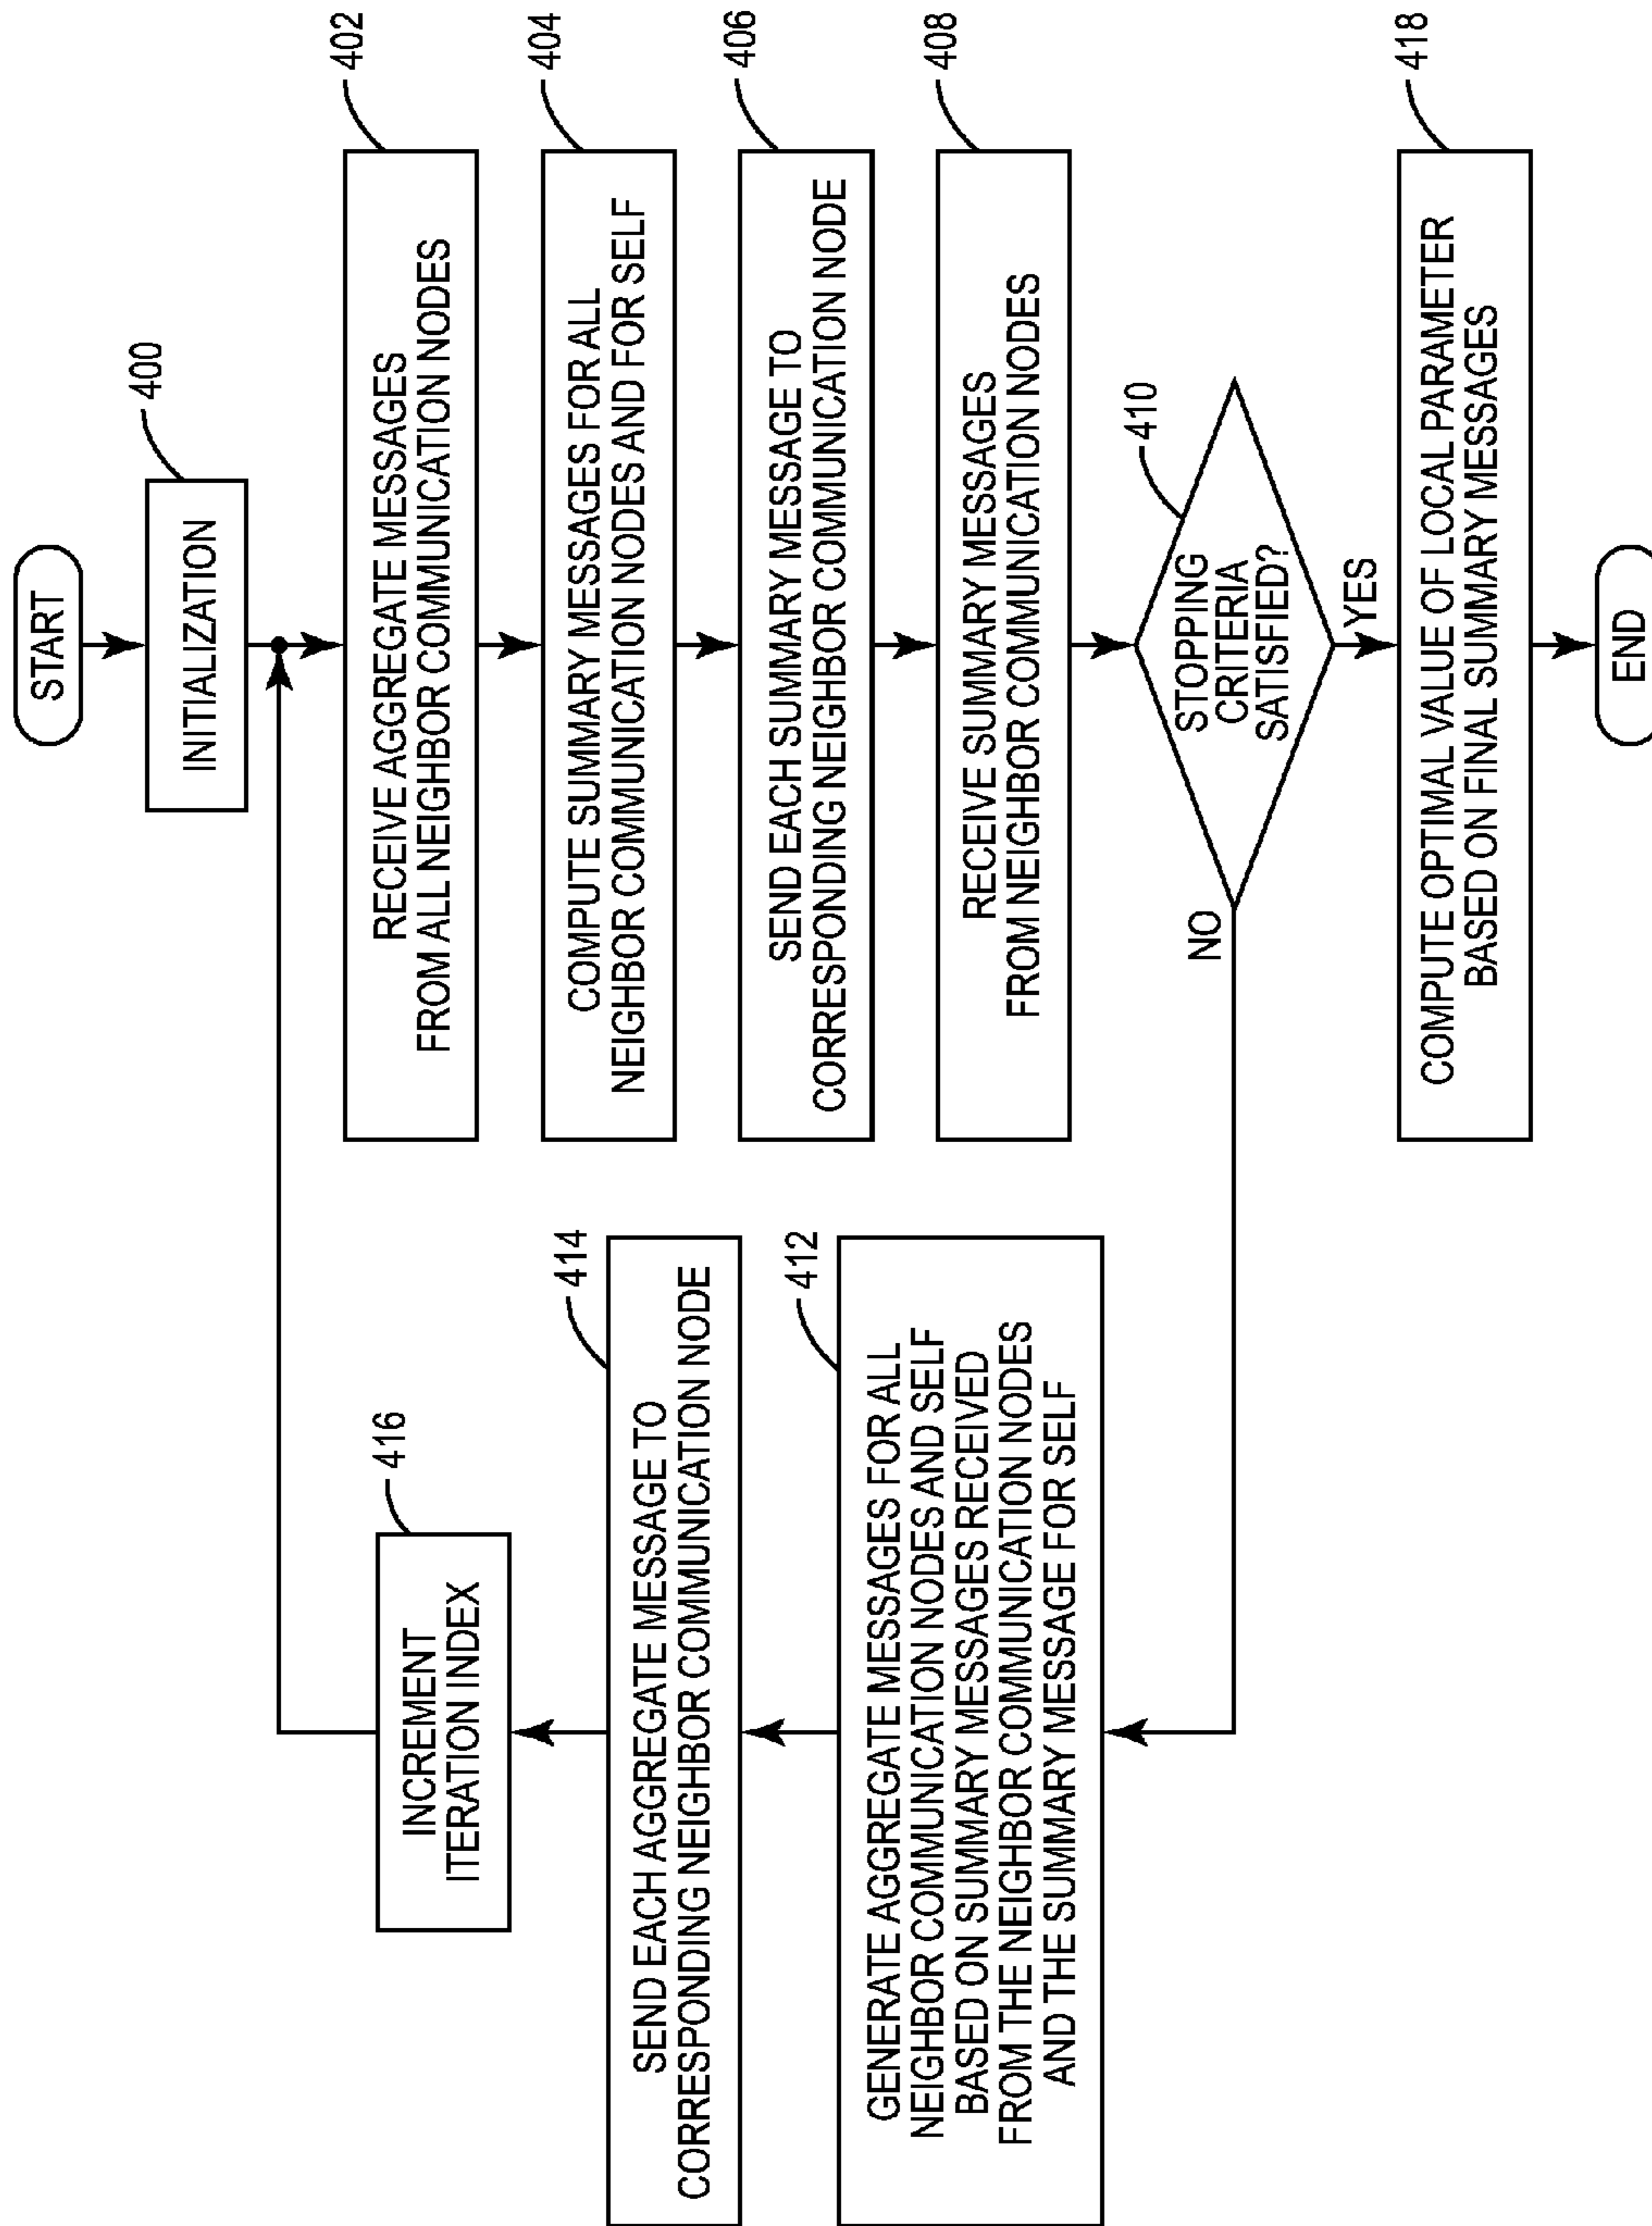 START
400
INITIALIZATION
402
RECEIVE AGGREGATE MESSAGES
FROM ALL NEIGHBOR COMMUNICATION NODES
404
COMPUTE SUMMARY MESSAGES FOR ALL
NEIGHBOR COMMUNICATION NODES AND FOR SELF
406
SEND EACH SUMMARY MESSAGE TO
CORRESPONDING NEIGHBOR COMMUNICATION NODE
408
RECEIVE SUMMARY MESSAGES
FROM NEIGHBOR COMMUNICATION NODES
410
STOPPING
CRITERIA
SATISFIED?
NO
YES
412
GENERATE AGGREGATE MESSAGES FOR ALL
NEIGHBOR COMMUNICATION NODES AND SELF
BASED ON SUMMARY MESSAGES RECEIVED
FROM THE NEIGHBOR COMMUNICATION NODES
AND THE SUMMARY MESSAGE FOR SELF
414
SEND EACH AGGREGATE MESSAGE TO
CORRESPONDING NEIGHBOR COMMUNICATION NODE
416
INCREMENT
ITERATION INDEX
418
COMPUTE OPTIMAL VALUE OF LOCAL PARAMETER
BASED ON FINAL SUMMARY MESSAGES
END